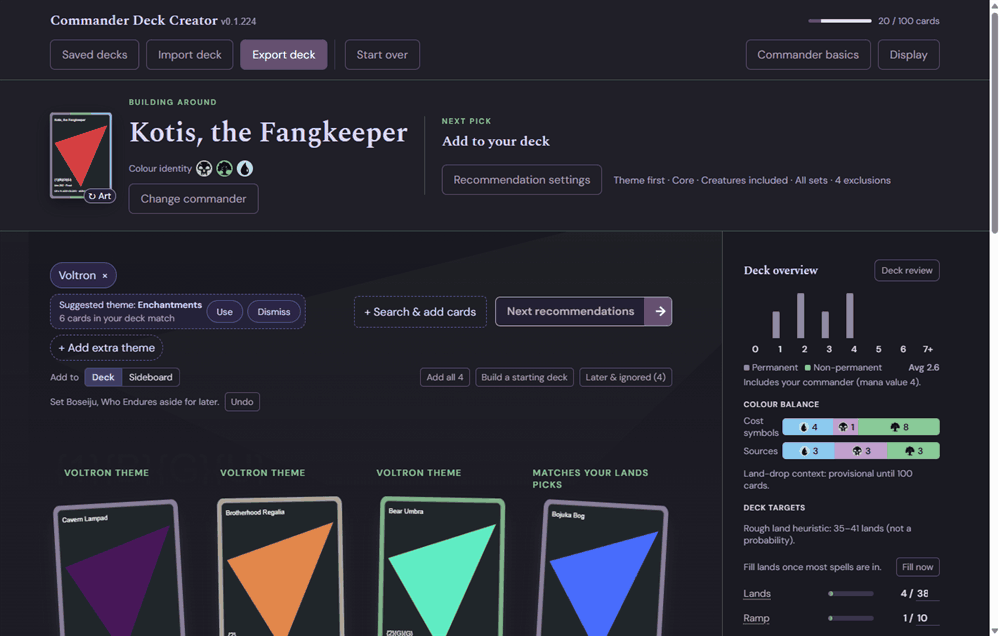 Commander Deck Creator v0.1.224
20 / 100 cards
Saved decks
Import deck
Export deck
Start over
Commander basics
Display
BUILDING AROUND
Kotis, the Fangkeeper
Colour identity
Change commander
Kotis, the Fangkeeper
↻ Art
NEXT PICK
Add to your deck
Recommendation settings
Theme first · Core · Creatures included · All sets · 4 exclusions
Voltron ×
Suggested theme: Enchantments
6 cards in your deck match
Use
Dismiss
+ Search & add cards
Next recommendations →
+ Add extra theme
Add to
Deck
Sideboard
Add all 4
Build a starting deck
Later & ignored (4)
Set Boseiju, Who Endures aside for later.
Undo
VOLTRON THEME
VOLTRON THEME
VOLTRON THEME
MATCHES YOUR LANDS
PICKS
Cavern Lampad
Brotherhood Regalia
Bear Umbra
Bojuka Bog
{2}
{2}{G}{G}
Deck overview
Deck review
0 1 2 3 4 5 6 7+
Permanent
Non-permanent
Avg 2.6
Includes your commander (mana value 4).
COLOUR BALANCE
Cost
symbols
4
1
8
Sources
3
3
3
Land-drop context: provisional until 100
cards.
DECK TARGETS
Rough land heuristic: 35–41 lands (not a
probability).
Fill lands once most spells are in.
Fill now
Lands
4 / 38
Ramp
1 / 10